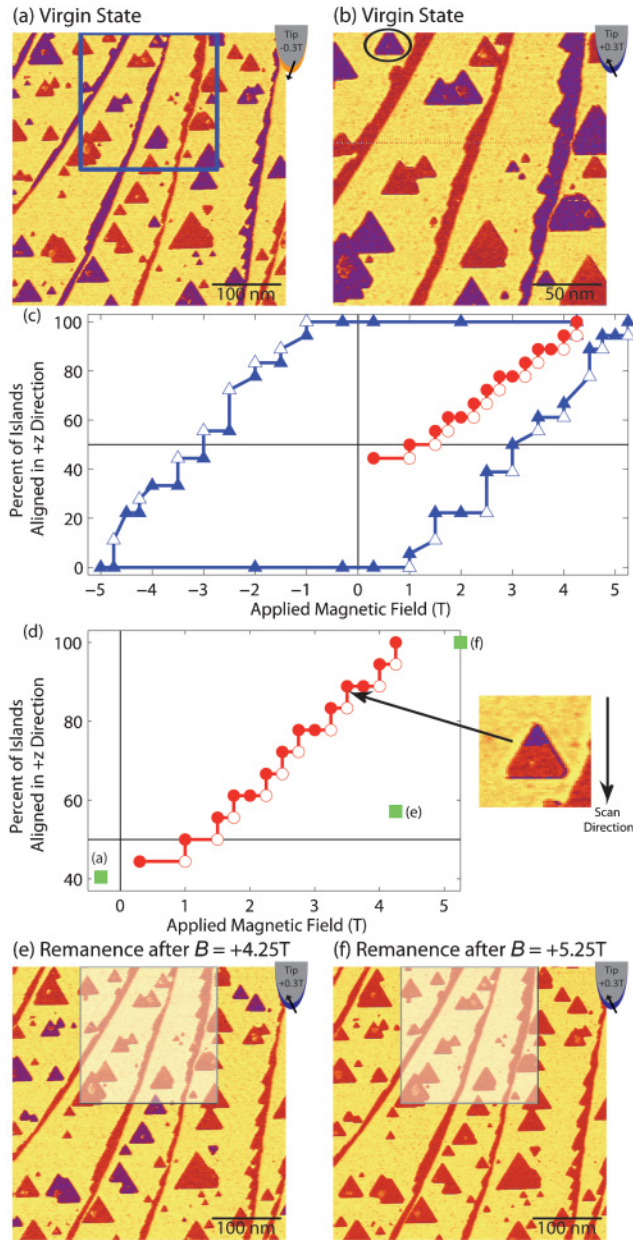 (a) Virgin State
Tip
-0.3T
100 nm
(b) Virgin State
Tip
+0.3T
50 nm
(c)
Percent of Islands
Aligned in +z Direction
100
80
60
40
20
0
−5 −4 −3 −2 −1 0 1 2 3 4 5
Applied Magnetic Field (T)
(d)
Percent of Islands
Aligned in +z Direction
100
80
60
40
(a)
(e)
(f)
0 1 2 3 4 5
Applied Magnetic Field (T)
Scan
Direction
(e) Remanence after B = +4.25T
Tip
+0.3T
100 nm
(f) Remanence after B = +5.25T
Tip
+0.3T
100 nm